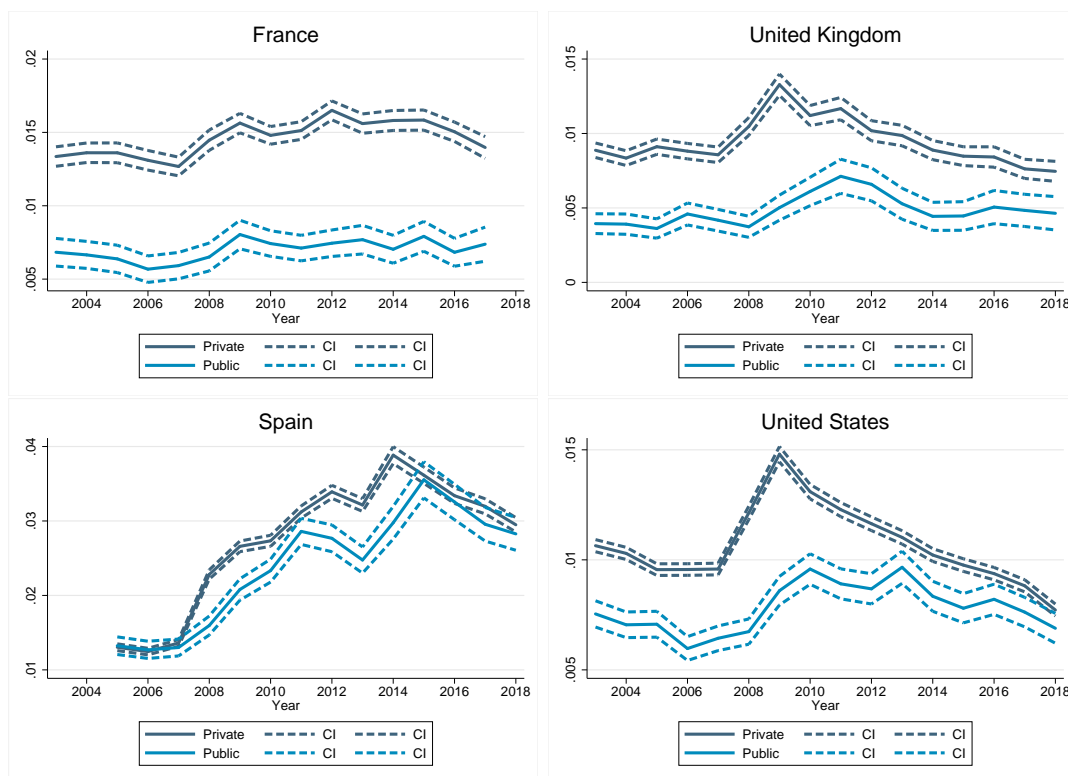 France
.02
.015
.01
.005
2004 2006 2008 2010 2012 2014 2016 2018
Year
Private CI CI
Public CI CI
United Kingdom
.015
.01
.005
0
2004 2006 2008 2010 2012 2014 2016 2018
Year
Private CI CI
Public CI CI
Spain
.04
.03
.02
.01
2004 2006 2008 2010 2012 2014 2016 2018
Year
Private CI CI
Public CI CI
United States
.015
.01
.005
2004 2006 2008 2010 2012 2014 2016 2018
Year
Private CI CI
Public CI CI